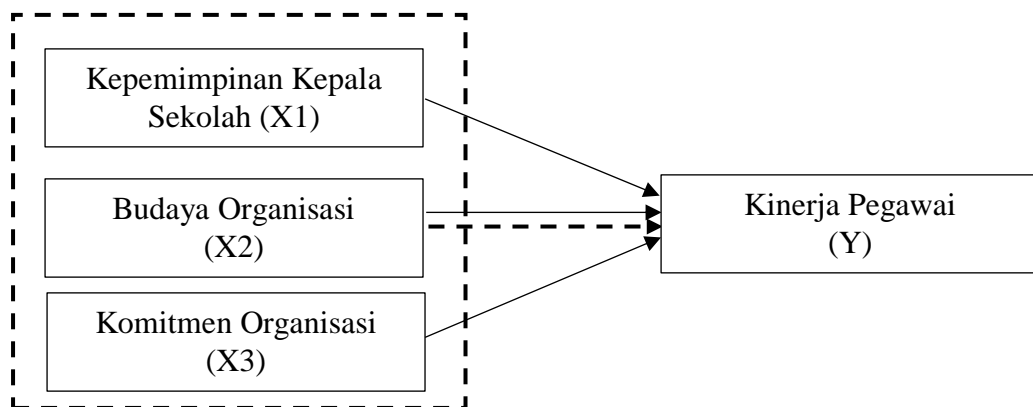 Kepemimpinan Kepala
Sekolah (X1)
Budaya Organisasi
(X2)
Komitmen Organisasi
(X3)
Kinerja Pegawai
(Y)